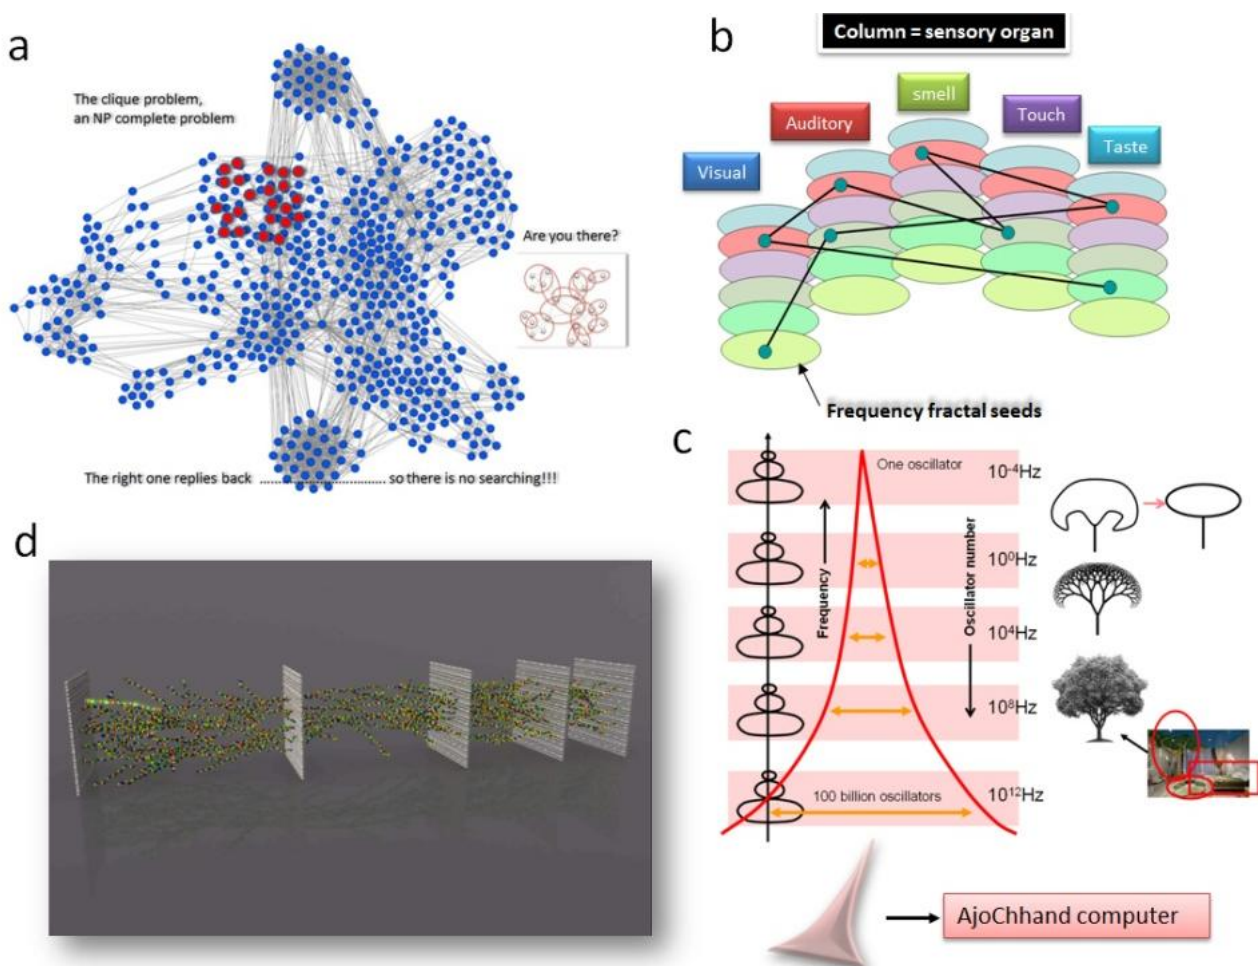 a
The clique problem,
an NP complete problem
Are you there?
The right one replies back ................................ so there is no searching!!!
b
Column = sensory organ
Visual
Auditory
smell
Touch
Taste
Frequency fractal seeds
c
One oscillator
10⁻⁴Hz
10⁰Hz
Frequency
Oscillator number
10⁴Hz
10⁸Hz
100 billion oscillators
10¹²Hz
AjoChhand computer
d